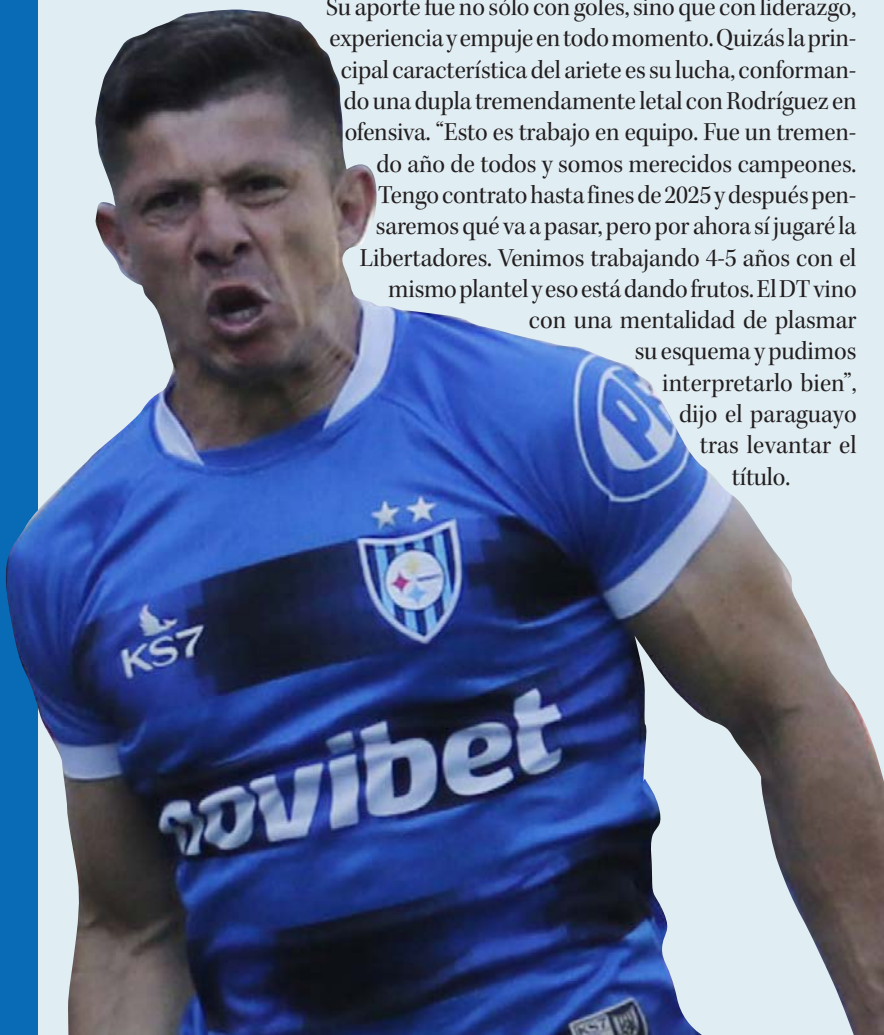 Su aporte fue no sólo con goles, sino que con liderazgo,
experiencia y empuje en todo momento. Quizás la prin-
cipal característica del ariete es su lucha, conforman-
do una dupla tremendamente letal con Rodríguez en
ofensiva. “Esto es trabajo en equipo. Fue un tremen-
do año de todos y somos merecidos campeones.
Tengo contrato hasta fines de 2025 y después pen-
saremos qué va a pasar, pero por ahora sí jugaré la
Libertadores. Venimos trabajando 4-5 años con el
mismo plantel y eso está dando frutos. El DT vino
con una mentalidad de plasmar
su esquema y pudimos
interpretarlo bien”,
dijo el paraguayo
tras levantar el
título.
KS7
novibet
KS7